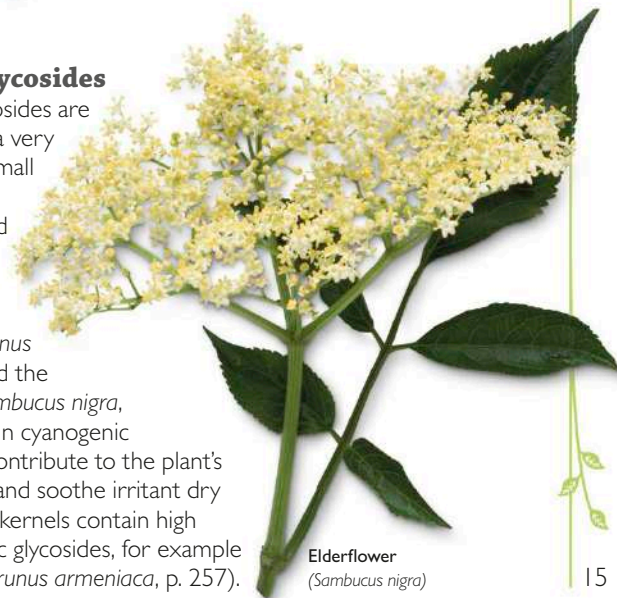 ycosides
osides are
a very
mall
d
nus
d the
mbucus nigra,
in cyanogenic
ontribute to the plant's
and soothe irritant dry
kernels contain high
c glycosides, for example
runus armeniaca, p. 257).
Elderflower
(Sambucus nigra)
15